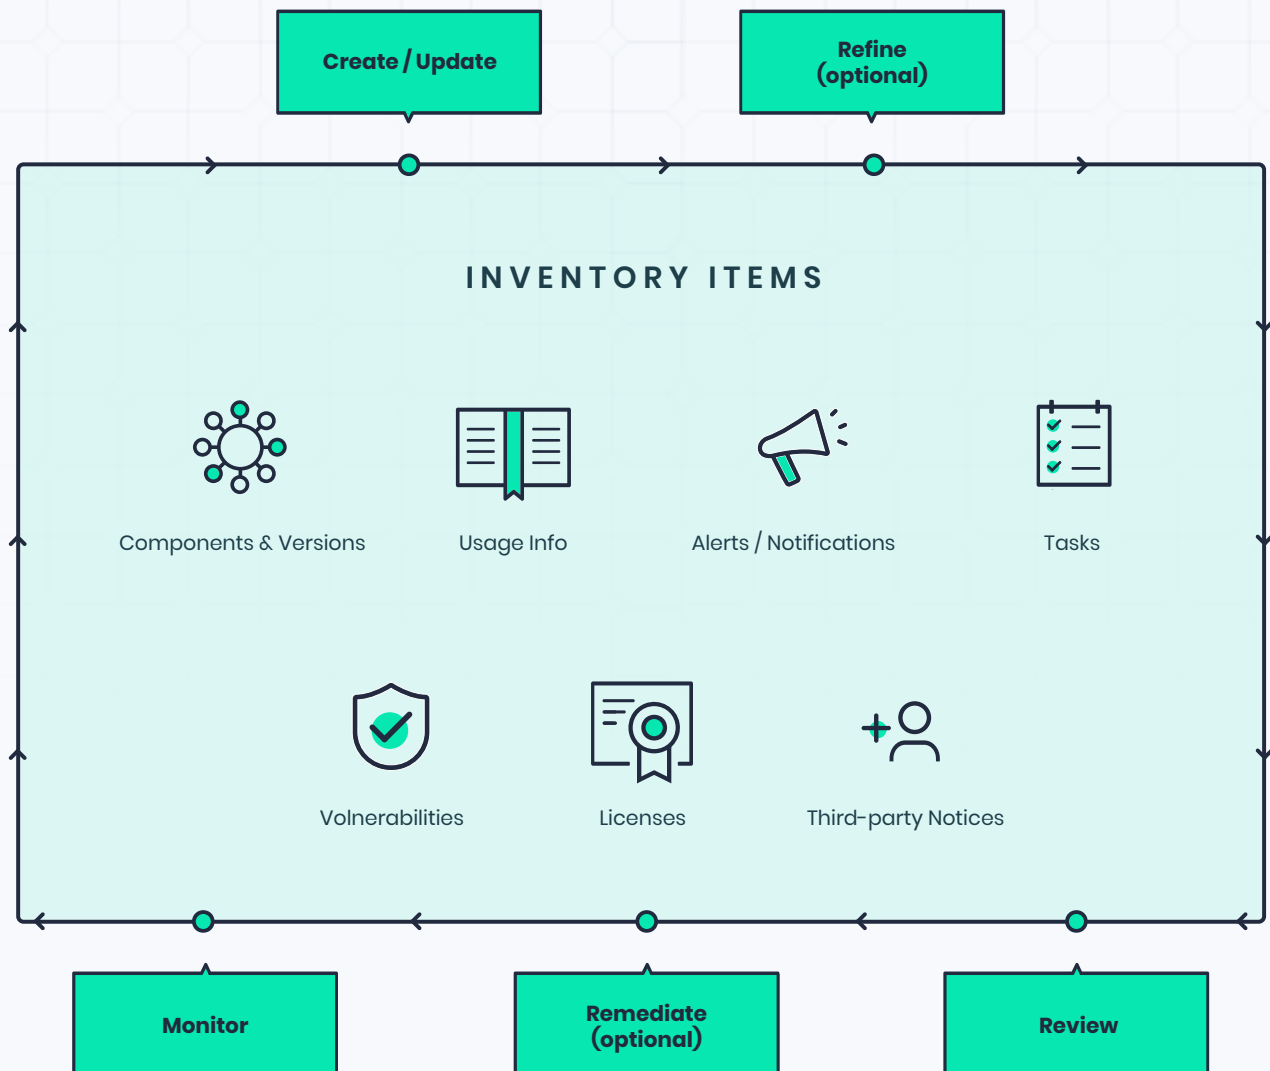 Create / Update
Refine
(optional)
INVENTORY ITEMS
Components & Versions
Usage Info
Alerts / Notifications
Tasks
Volnerabilities
Licenses
Third-party Notices
Monitor
Remediate
(optional)
Review